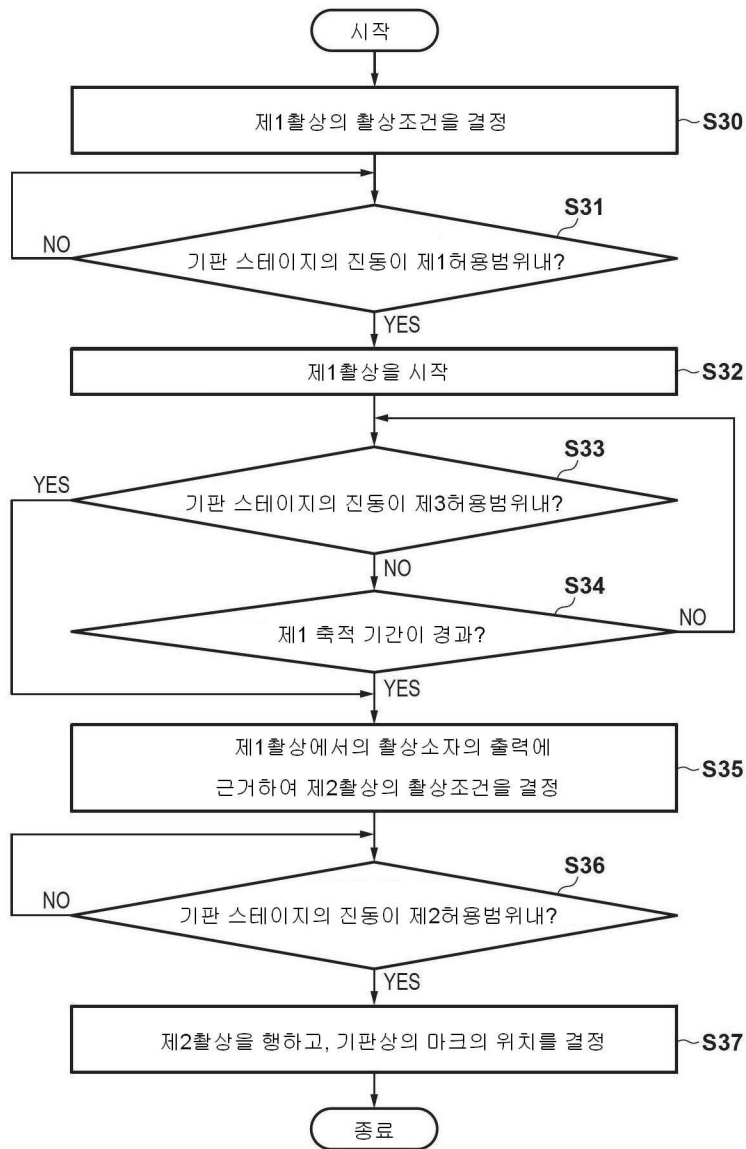 시작
제1촬상의 촬상조건을 결정
S30
S31
NO
기판 스테이지의 진동이 제1허용범위내?
YES
제1촬상을 시작
S32
S33
YES
기판 스테이지의 진동이 제3허용범위내?
NO
S34
제1 축적 기간이 경과?
NO
YES
제1촬상에서의 촬상소자의 출력에
근거하여 제2촬상의 촬상조건을 결정
S35
S36
NO
기판 스테이지의 진동이 제2허용범위내?
YES
제2촬상을 행하고, 기판상의 마크의 위치를 결정
S37
종료